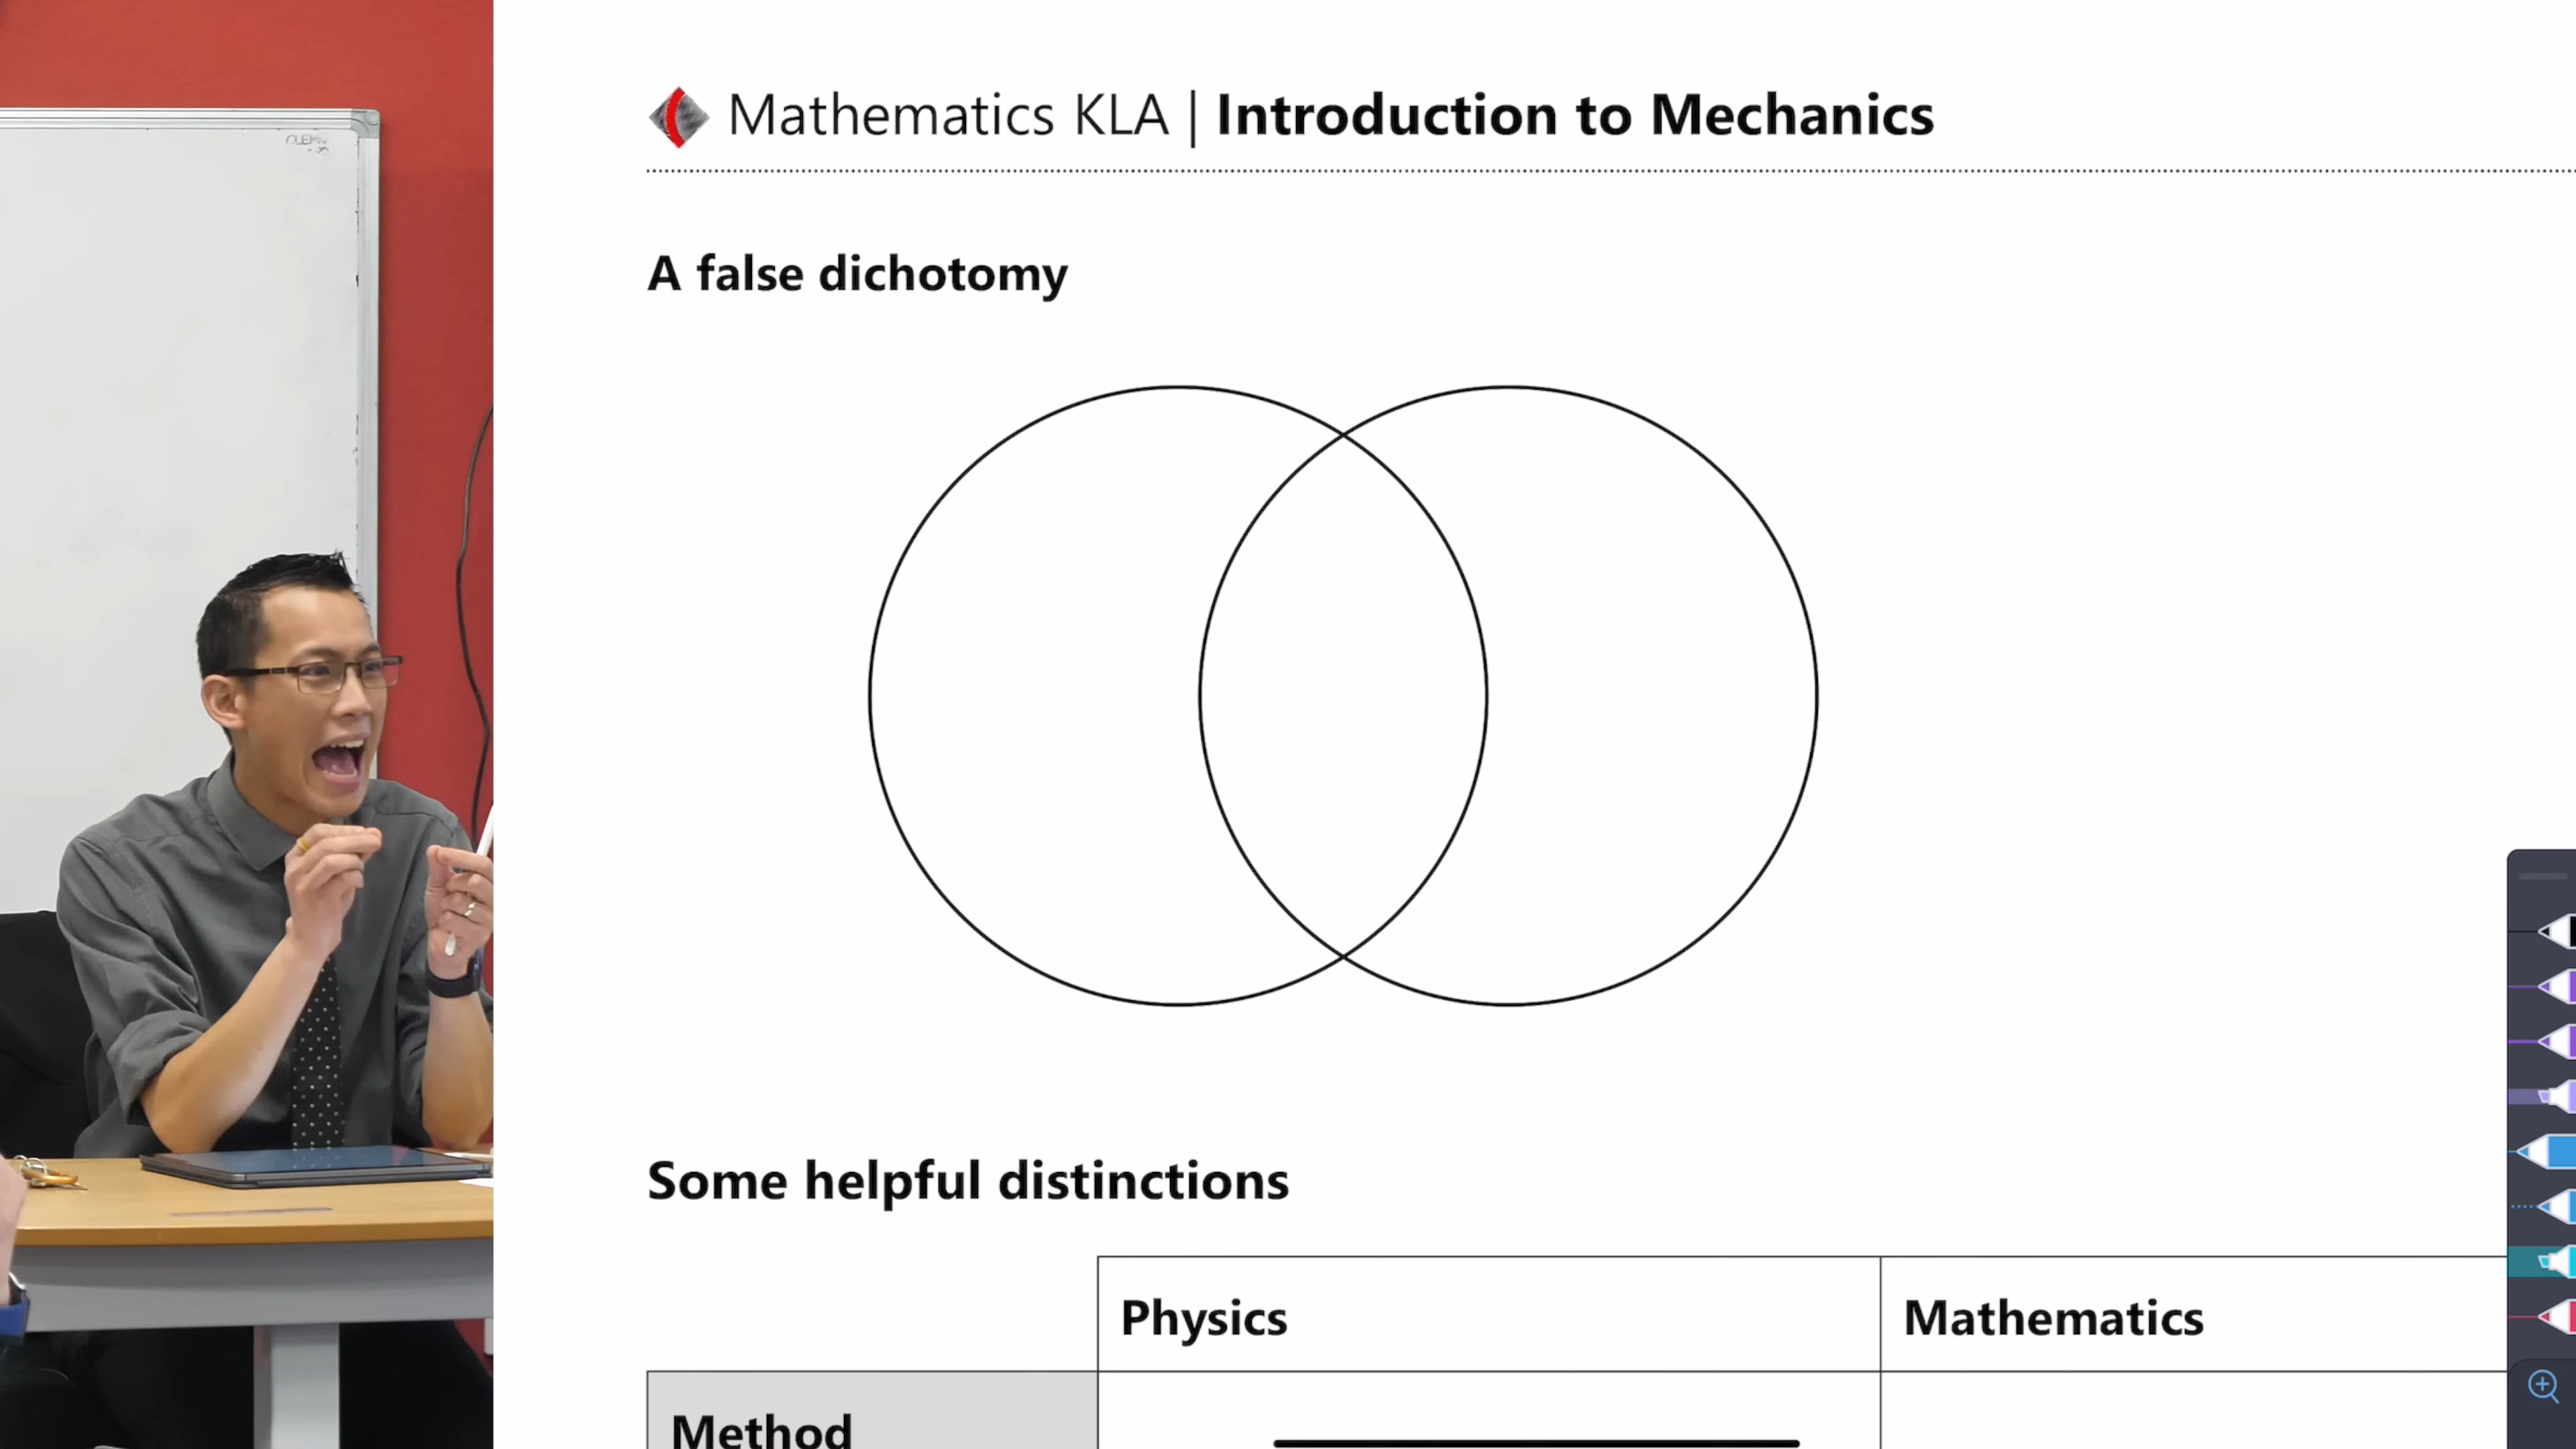 Mathematics KLA | Introduction to Mechanics
A false dichotomy
Some helpful distinctions
Physics
Mathematics
Method